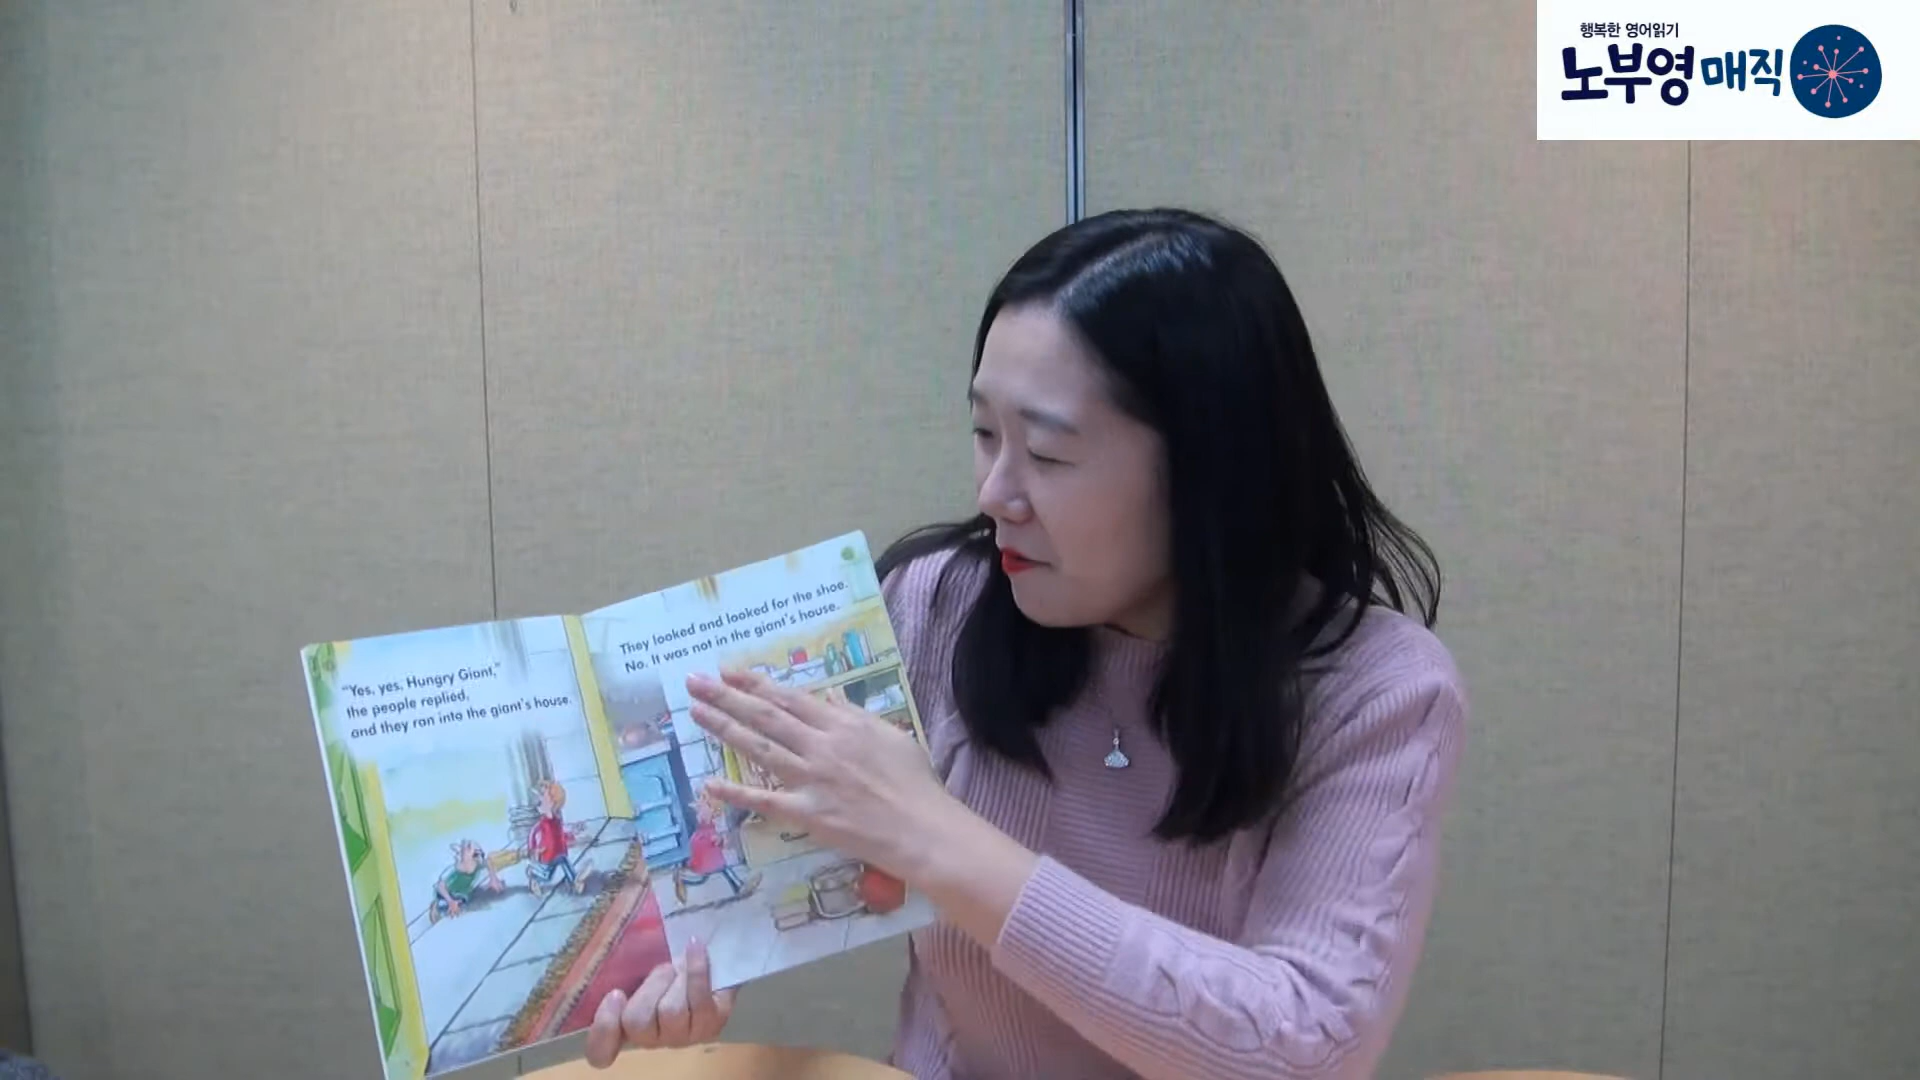 행복한 영어읽기
노부영 매직
"Yes, yes, Hungry Giant,"
the people replied,
and they ran into the giant's house.
They looked and looked for the shoe.
No. It was not in the giant's house.